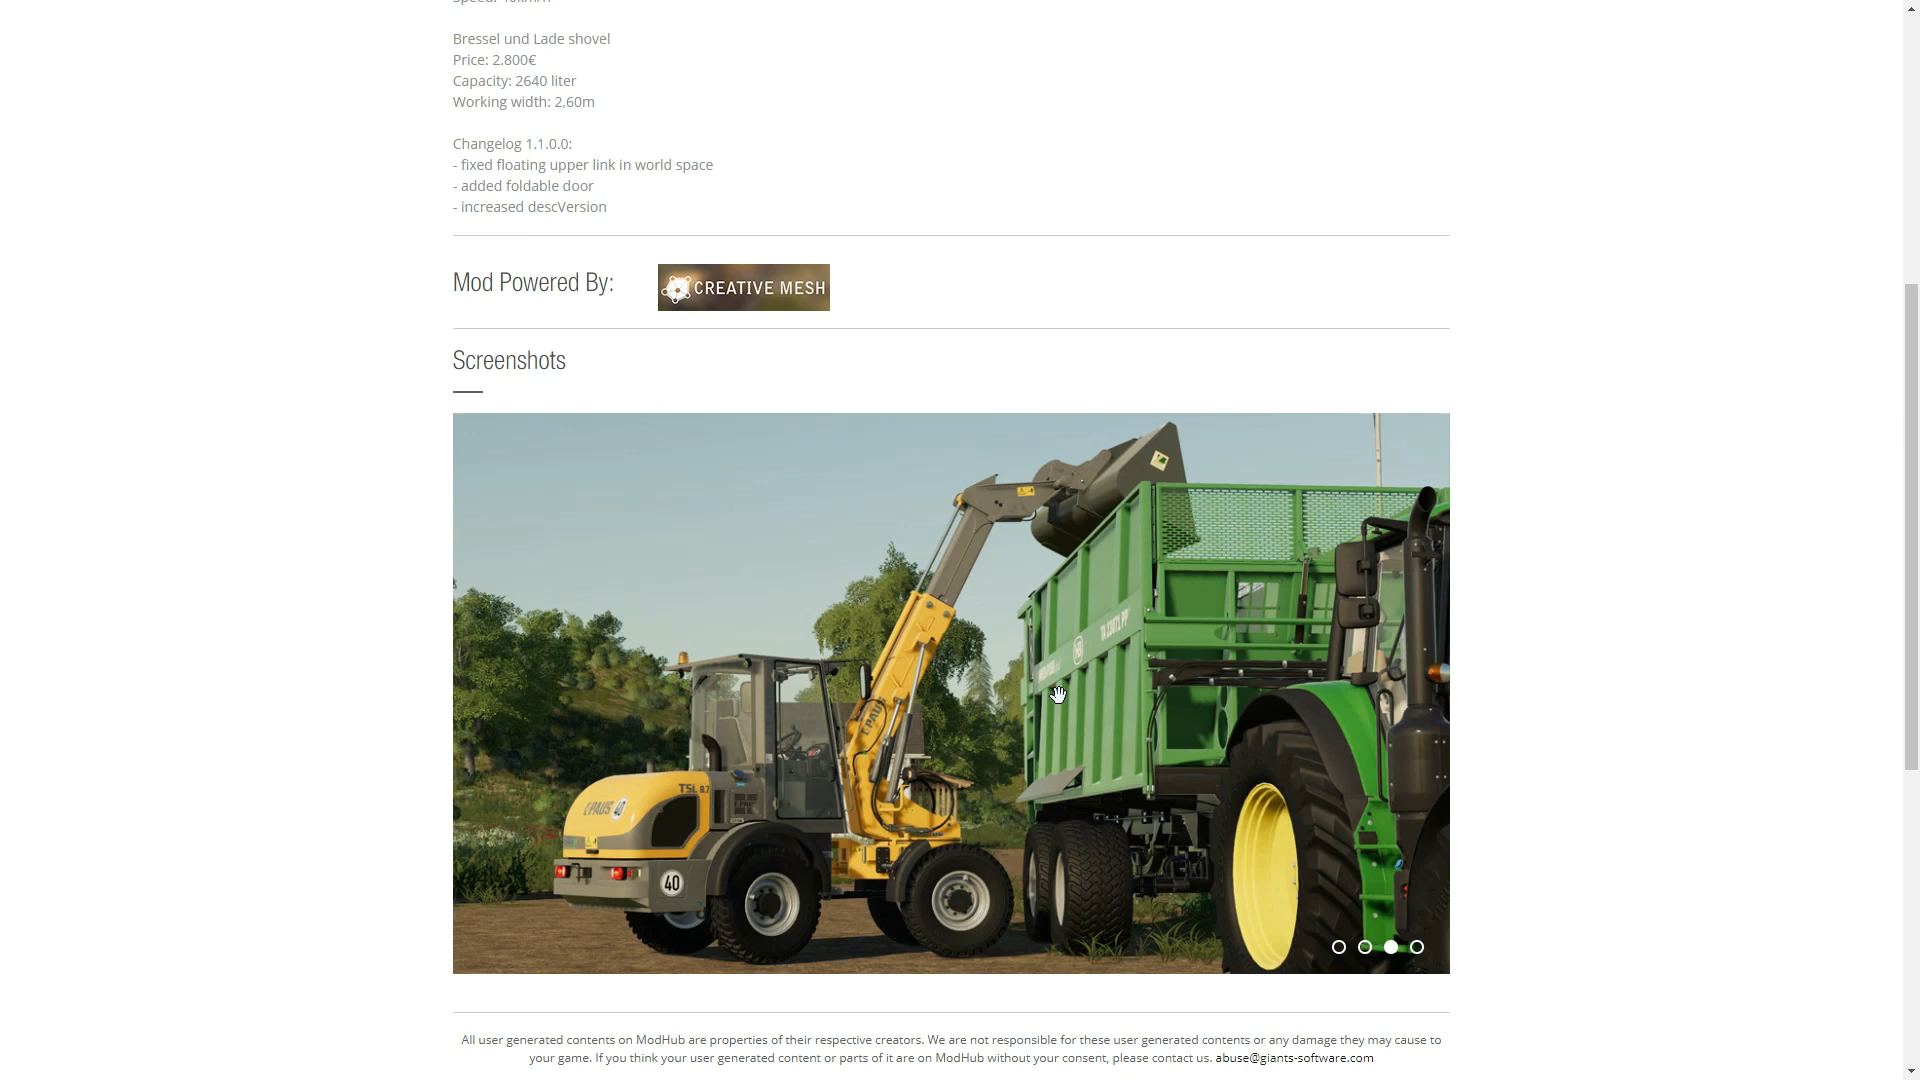 Bressel und Lade shovel
Price: 2.800€
Capacity: 2640 liter
Working width: 2,60m
Changelog 1.1.0.0:
- fixed floating upper link in world space
- added foldable door
- increased descVersion
Mod Powered By:
CREATIVE MESH
Screenshots
PAUS
TSL 8.7
PAUS 40
40
All user generated contents on ModHub are properties of their respective creators. We are not responsible for these user generated contents or any damage they may cause to
your game. If you think your user generated content or parts of it are on ModHub without your consent, please contact us. abuse@giants-software.com